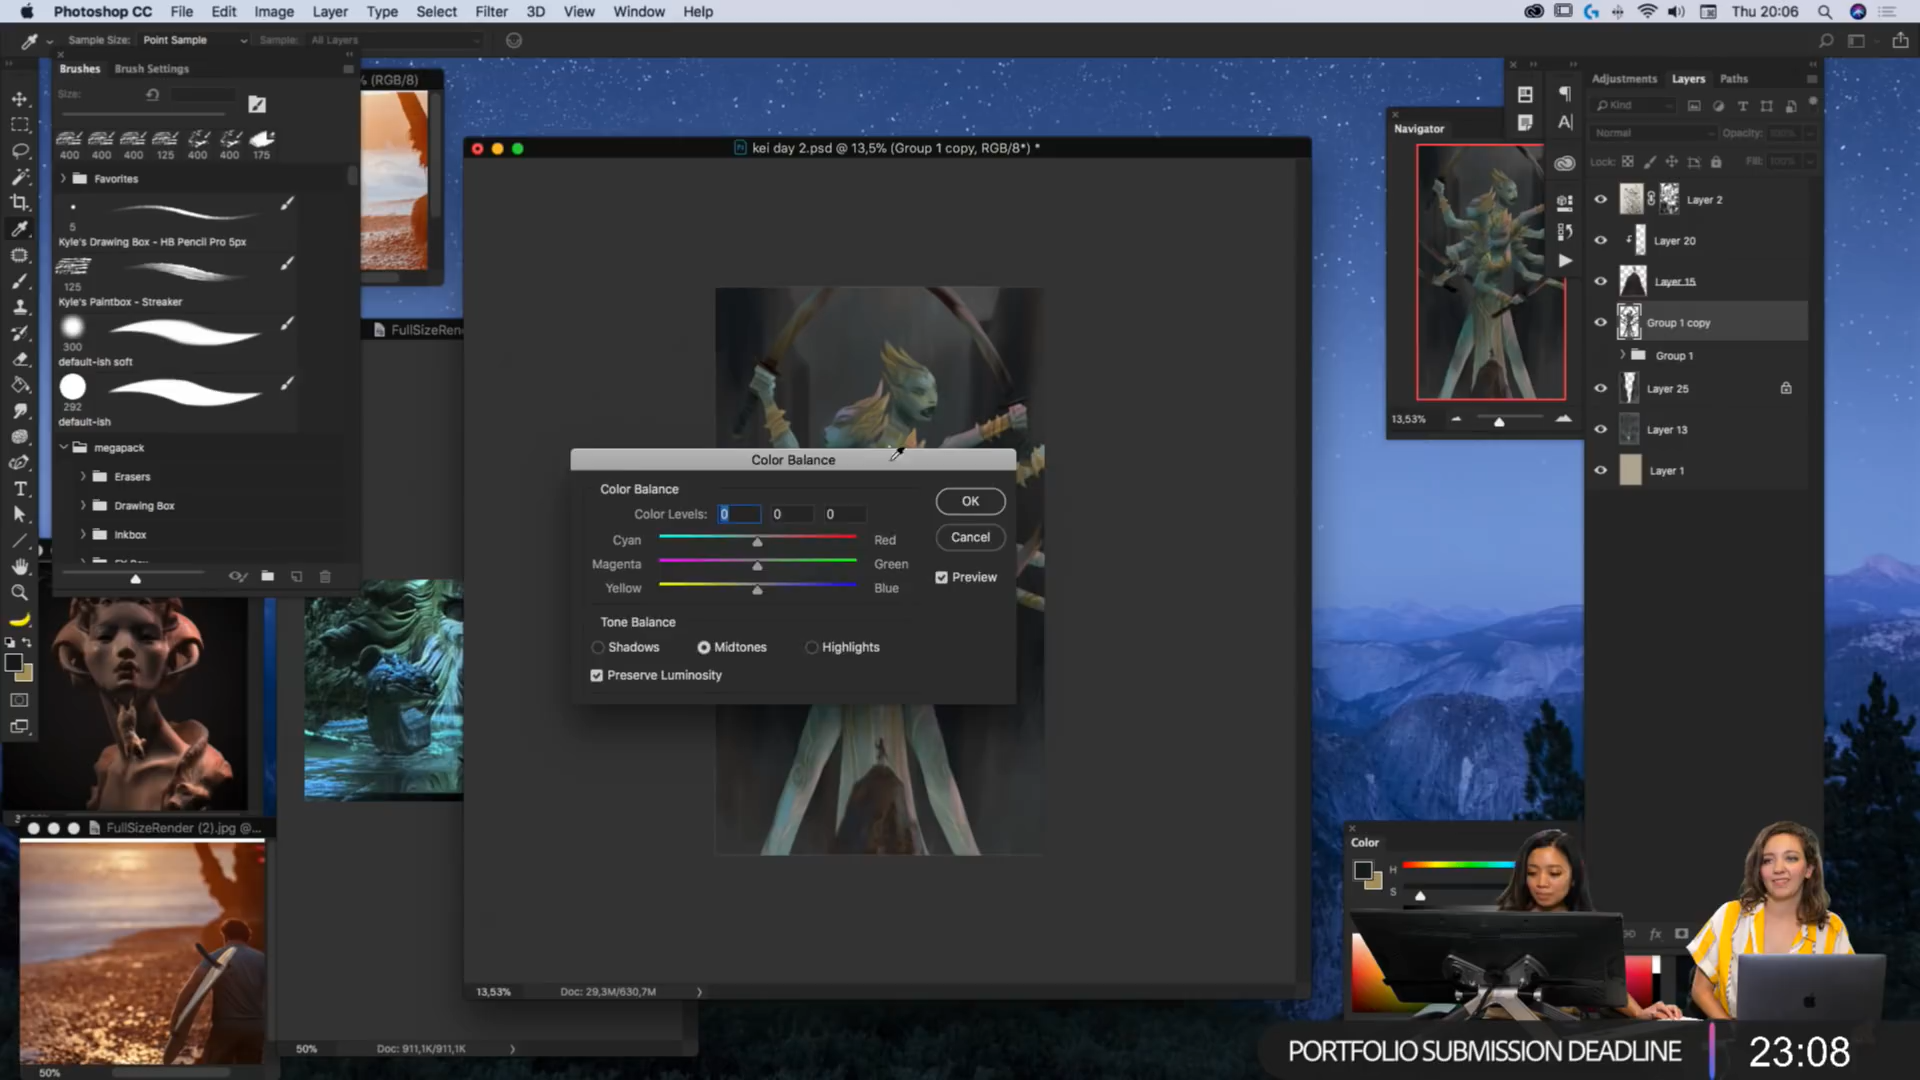 Photoshop CC File Edit Image Layer Type Select Filter 3D View Window Help Thu 20:06
Sample Size: Point Sample Sample: All Layers
Brushes Brush Settings
Size:
400 400 400 125 400 400 175
Favorites
5
Kyle's Drawing Box - HB Pencil Pro 5px
125
Kyle's Paintbox - Streaker
300
default-ish soft
292
default-ish
megapack
Erasers
Drawing Box
Inkbox
% (RGB/8)
FullSizeRen
kei day 2.psd @ 13,5% (Group 1 copy, RGB/8*) *
Color Balance
Color Balance
Color Levels: 0 0 0
Cyan Red
Magenta Green
Yellow Blue
OK
Cancel
Preview
Tone Balance
Shadows Midtones Highlights
Preserve Luminosity
13,53% Doc: 29,3M/630,7M
50% Doc: 911,1K/911,1K
FullSizeRender (2).jpg @...
50%
Navigator
13,53%
Adjustments Layers Paths
Kind
Normal Opacity: 100%
Lock: Fill: 100%
Layer 2
Layer 20
Layer 15
Group 1 copy
Group 1
Layer 25
Layer 13
Layer 1
Color
H
S
fx
PORTFOLIO SUBMISSION DEADLINE 23:08